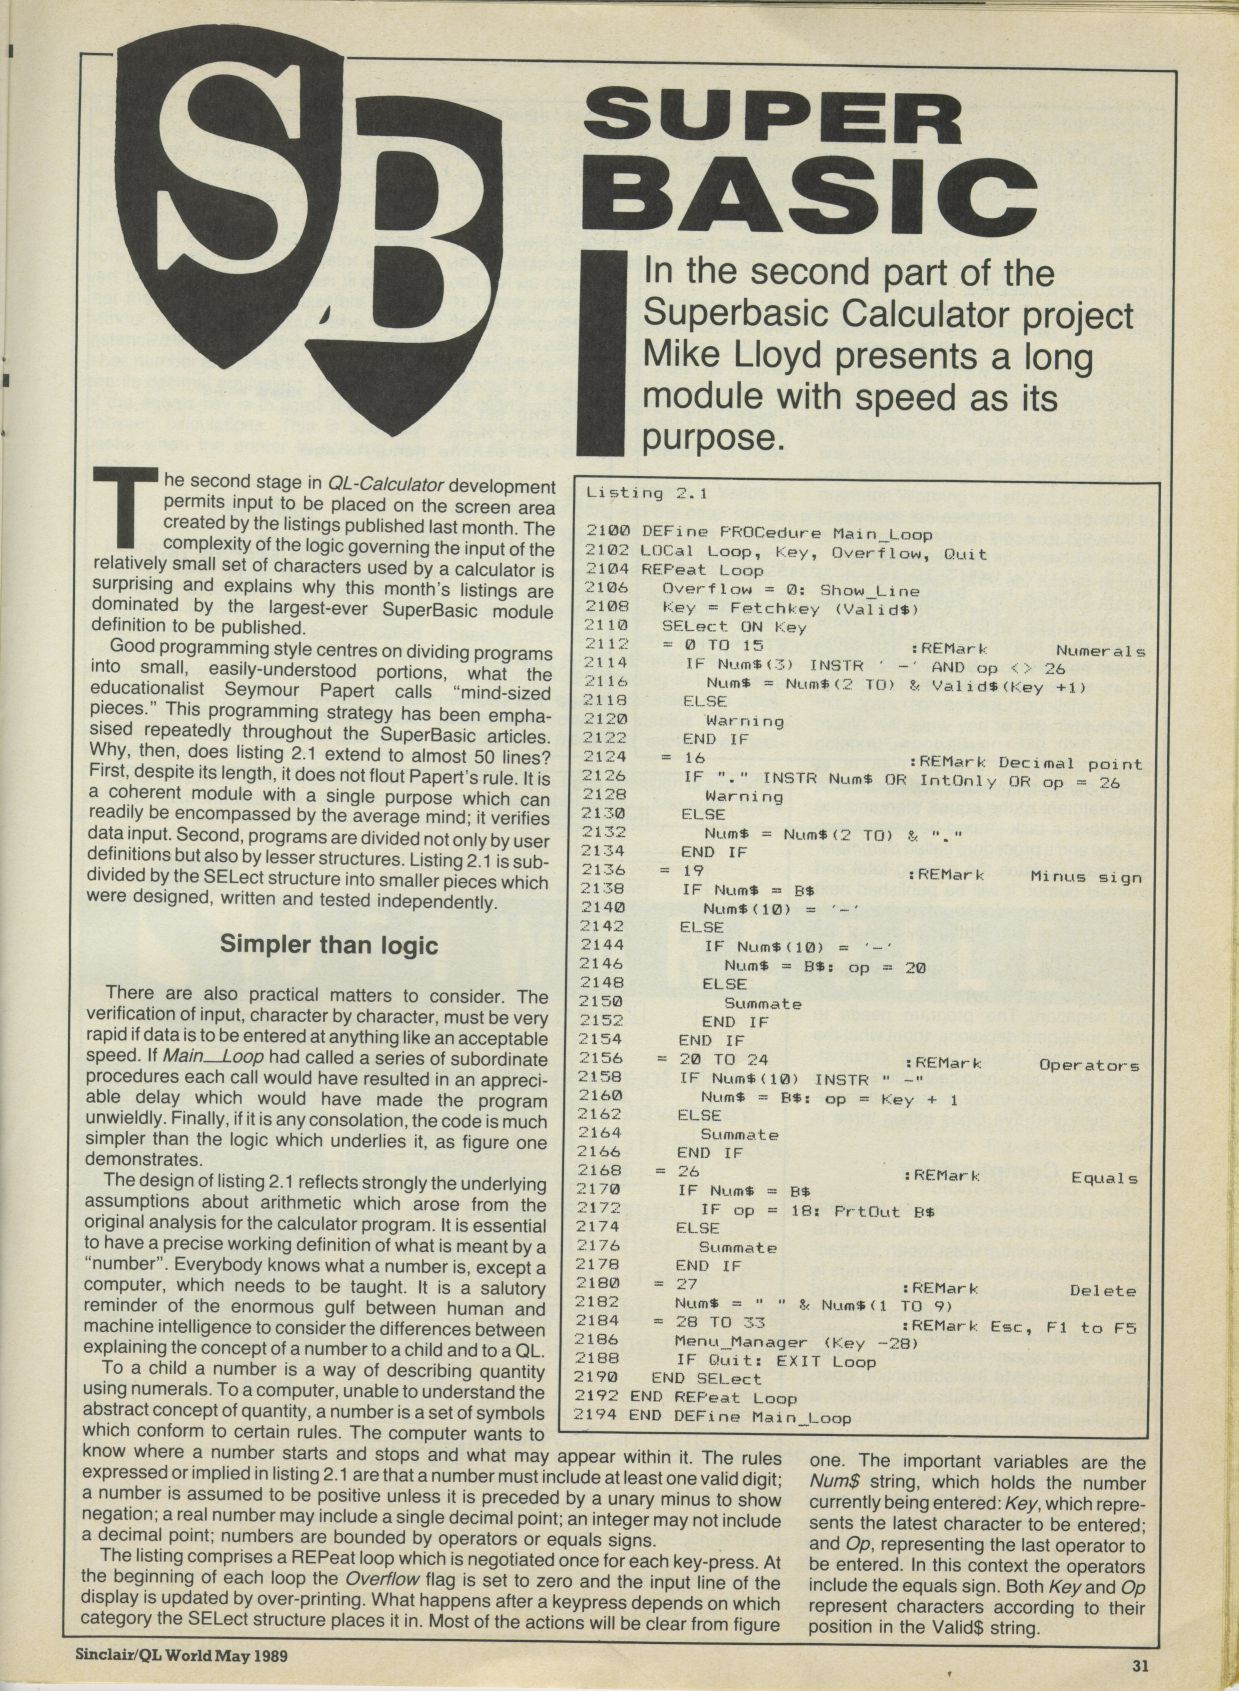 SB
SUPER
BASIC
In the second part of the
Superbasic Calculator project
Mike Lloyd presents a long
module with speed as its
purpose.
The second stage in QL-Calculator development
permits input to be placed on the screen area
created by the listings published last month. The
complexity of the logic governing the input of the
relatively small set of characters used by a calculator is
surprising and explains why this month's listings are
dominated by the largest-ever SuperBasic module
definition to be published.
Good programming style centres on dividing programs
into small, easily-understood portions, what the
educationalist Seymour Papert calls "mind-sized
pieces." This programming strategy has been empha-
sised repeatedly throughout the SuperBasic articles.
Why, then, does listing 2.1 extend to almost 50 lines?
First, despite its length, it does not flout Papert's rule. It is
a coherent module with a single purpose which can
readily be encompassed by the average mind; it verifies
data input. Second, programs are divided not only by user
definitions but also by lesser structures. Listing 2.1 is sub-
divided by the SELect structure into smaller pieces which
were designed, written and tested independently.
Simpler than logic
There are also practical matters to consider. The
verification of input, character by character, must be very
rapid if data is to be entered at anything like an acceptable
speed. If Main_Loop had called a series of subordinate
procedures each call would have resulted in an appreci-
able delay which would have made the program
unwieldly. Finally, if it is any consolation, the code is much
simpler than the logic which underlies it, as figure one
demonstrates.
The design of listing 2.1 reflects strongly the underlying
assumptions about arithmetic which arose from the
original analysis for the calculator program. It is essential
to have a precise working definition of what is meant by a
"number". Everybody knows what a number is, except a
computer, which needs to be taught. It is a salutory
reminder of the enormous gulf between human and
machine intelligence to consider the differences between
explaining the concept of a number to a child and to a QL.
To a child a number is a way of describing quantity
using numerals. To a computer, unable to understand the
abstract concept of quantity, a number is a set of symbols
which conform to certain rules. The computer wants to
know where a number starts and stops and what may appear within it. The rules
expressed or implied in listing 2.1 are that a number must include at least one valid digit;
a number is assumed to be positive unless it is preceded by a unary minus to show
negation; a real number may include a single decimal point; an integer may not include
a decimal point; numbers are bounded by operators or equals signs.
The listing comprises a REPeat loop which is negotiated once for each key-press. At
the beginning of each loop the Overflow flag is set to zero and the input line of the
display is updated by over-printing. What happens after a keypress depends on which
category the SELect structure places it in. Most of the actions will be clear from figure
one. The important variables are the
Num$ string, which holds the number
currently being entered: Key, which repre-
sents the latest character to be entered;
and Op, representing the last operator to
be entered. In this context the operators
include the equals sign. Both Key and Op
represent characters according to their
position in the Valid$ string.
Listing 2.1
2100 DEFine PROCedure Main_Loop
2102 LOCal Loop, Key, Overflow, Quit
2104 REPeat Loop
2106 Overflow = 0: Show_Line
2108 Key = Fetchkey (Valid$)
2110 SELect ON Key
2112 = 0 TO 15 :REMark Numerals
2114 IF Num$(3) INSTR ' -' AND op <> 26
2116 Num$ = Num$(2 TO) & Valid$(Key +1)
2118 ELSE
2120 Warning
2122 END IF
2124 = 16 :REMark Decimal point
2126 IF "." INSTR Num$ OR IntOnly OR op = 26
2128 Warning
2130 ELSE
2132 Num$ = Num$(2 TO) & "."
2134 END IF
2136 = 19 :REMark Minus sign
2138 IF Num$ = B$
2140 Num$(10) = '-'
2142 ELSE
2144 IF Num$(10) = '-'
2146 Num$ = B$: op = 20
2148 ELSE
2150 Summate
2152 END IF
2154 END IF
2156 = 20 TO 24 :REMark Operators
2158 IF Num$(10) INSTR " -"
2160 Num$ = B$: op = Key + 1
2162 ELSE
2164 Summate
2166 END IF
2168 = 26 :REMark Equals
2170 IF Num$ = B$
2172 IF op = 18: PrtOut B$
2174 ELSE
2176 Summate
2178 END IF
2180 = 27 :REMark Delete
2182 Num$ = " " & Num$(1 TO 9)
2184 = 28 TO 33 :REMark Esc, F1 to F5
2186 Menu_Manager (Key -28)
2188 IF Quit: EXIT Loop
2190 END SELect
2192 END REPeat Loop
2194 END DEFine Main_Loop
Sinclair/QL World May 1989
31